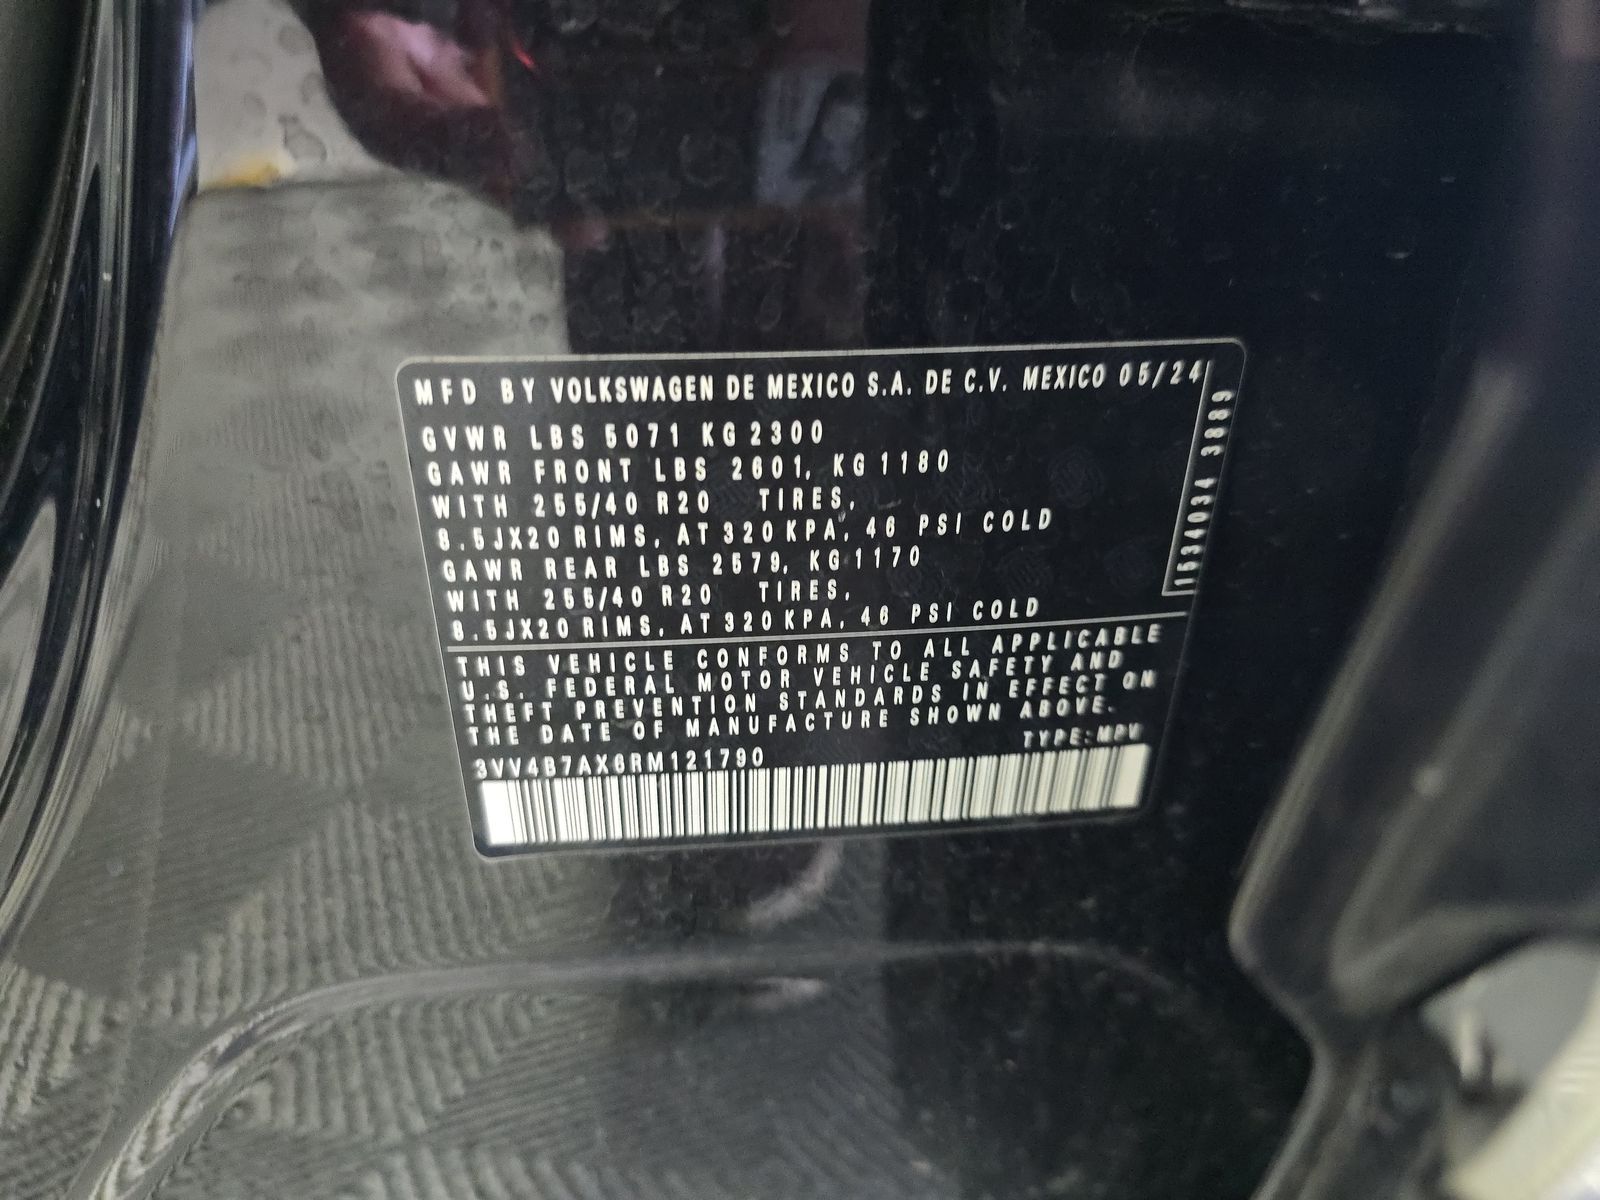 MFD BY VOLKSWAGEN DE MEXICO S.A. DE C.V. MEXICO 05/24
GVWR LBS 5071 KG 2300
GAWR FRONT LBS 2601, KG 1180
WITH 255/40 R20 TIRES,
8.5JX20 RIMS, AT 320 KPA, 46 PSI COLD
GAWR REAR LBS 2579, KG 1170
WITH 255/40 R20 TIRES,
8.5JX20 RIMS, AT 320 KPA, 46 PSI COLD
1534034 3889
THIS VEHICLE CONFORMS TO ALL APPLICABLE
U.S. FEDERAL MOTOR VEHICLE SAFETY AND
THEFT PREVENTION STANDARDS IN EFFECT ON
THE DATE OF MANUFACTURE SHOWN ABOVE.
TYPE:MPV
3VV4B7AX6RM121790